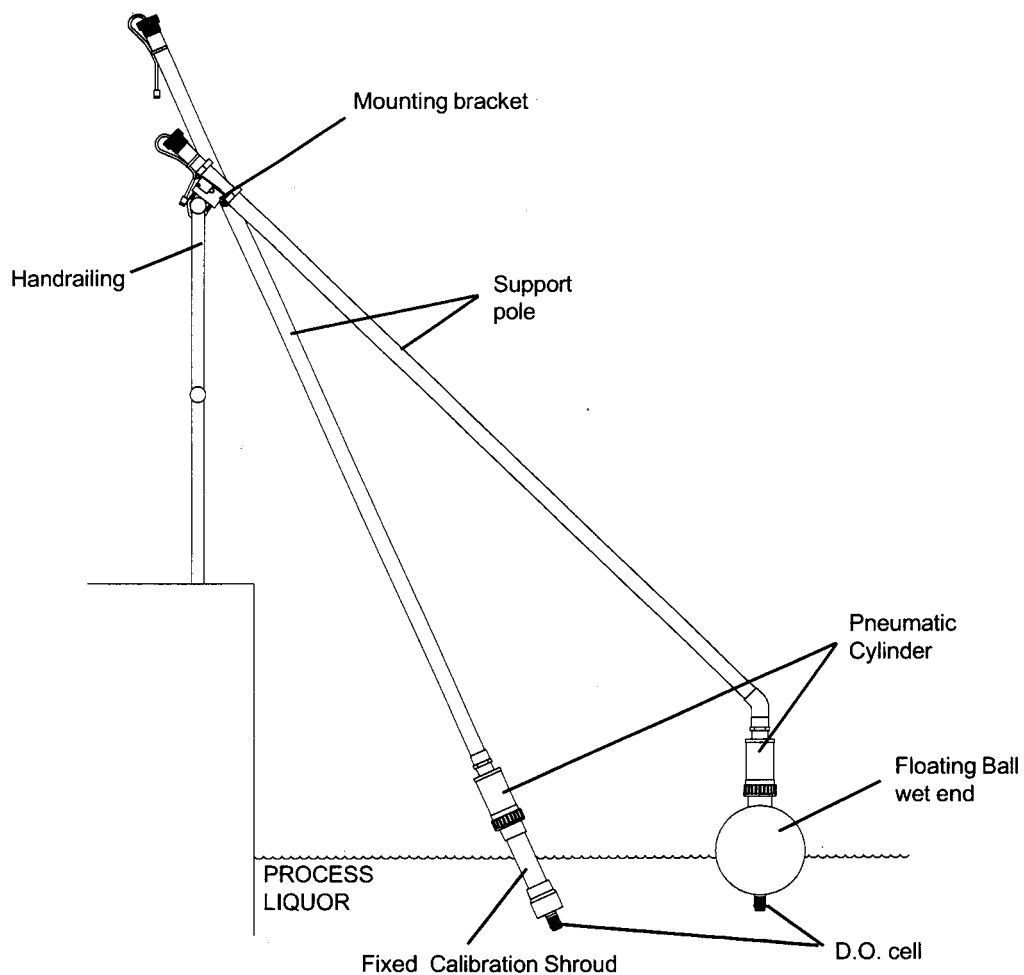 Mounting bracket
Handrailing
Support
pole
Pneumatic
Cylinder
Floating Ball
wet end
PROCESS
LIQUOR
D.O. cell
Fixed Calibration Shroud